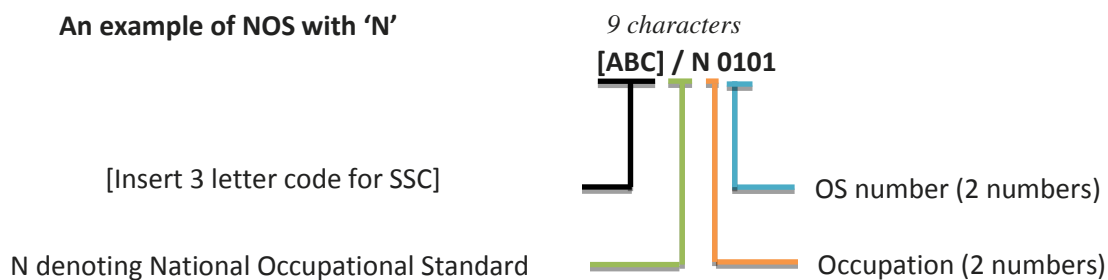 An example of NOS with ‘N’
9 characters
[ABC] / N 0101
[Insert 3 letter code for SSC]
OS number (2 numbers)
N denoting National Occupational Standard
Occupation (2 numbers)